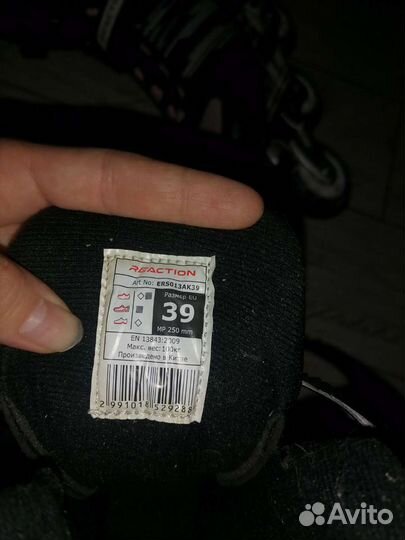 REACTION
Art No: ERS013AK39
Размер EU
39
MP 250 mm
EN 13843:2009
Макс. вес: 100кг
Произведено в Китае
2 991018 529288
Avito